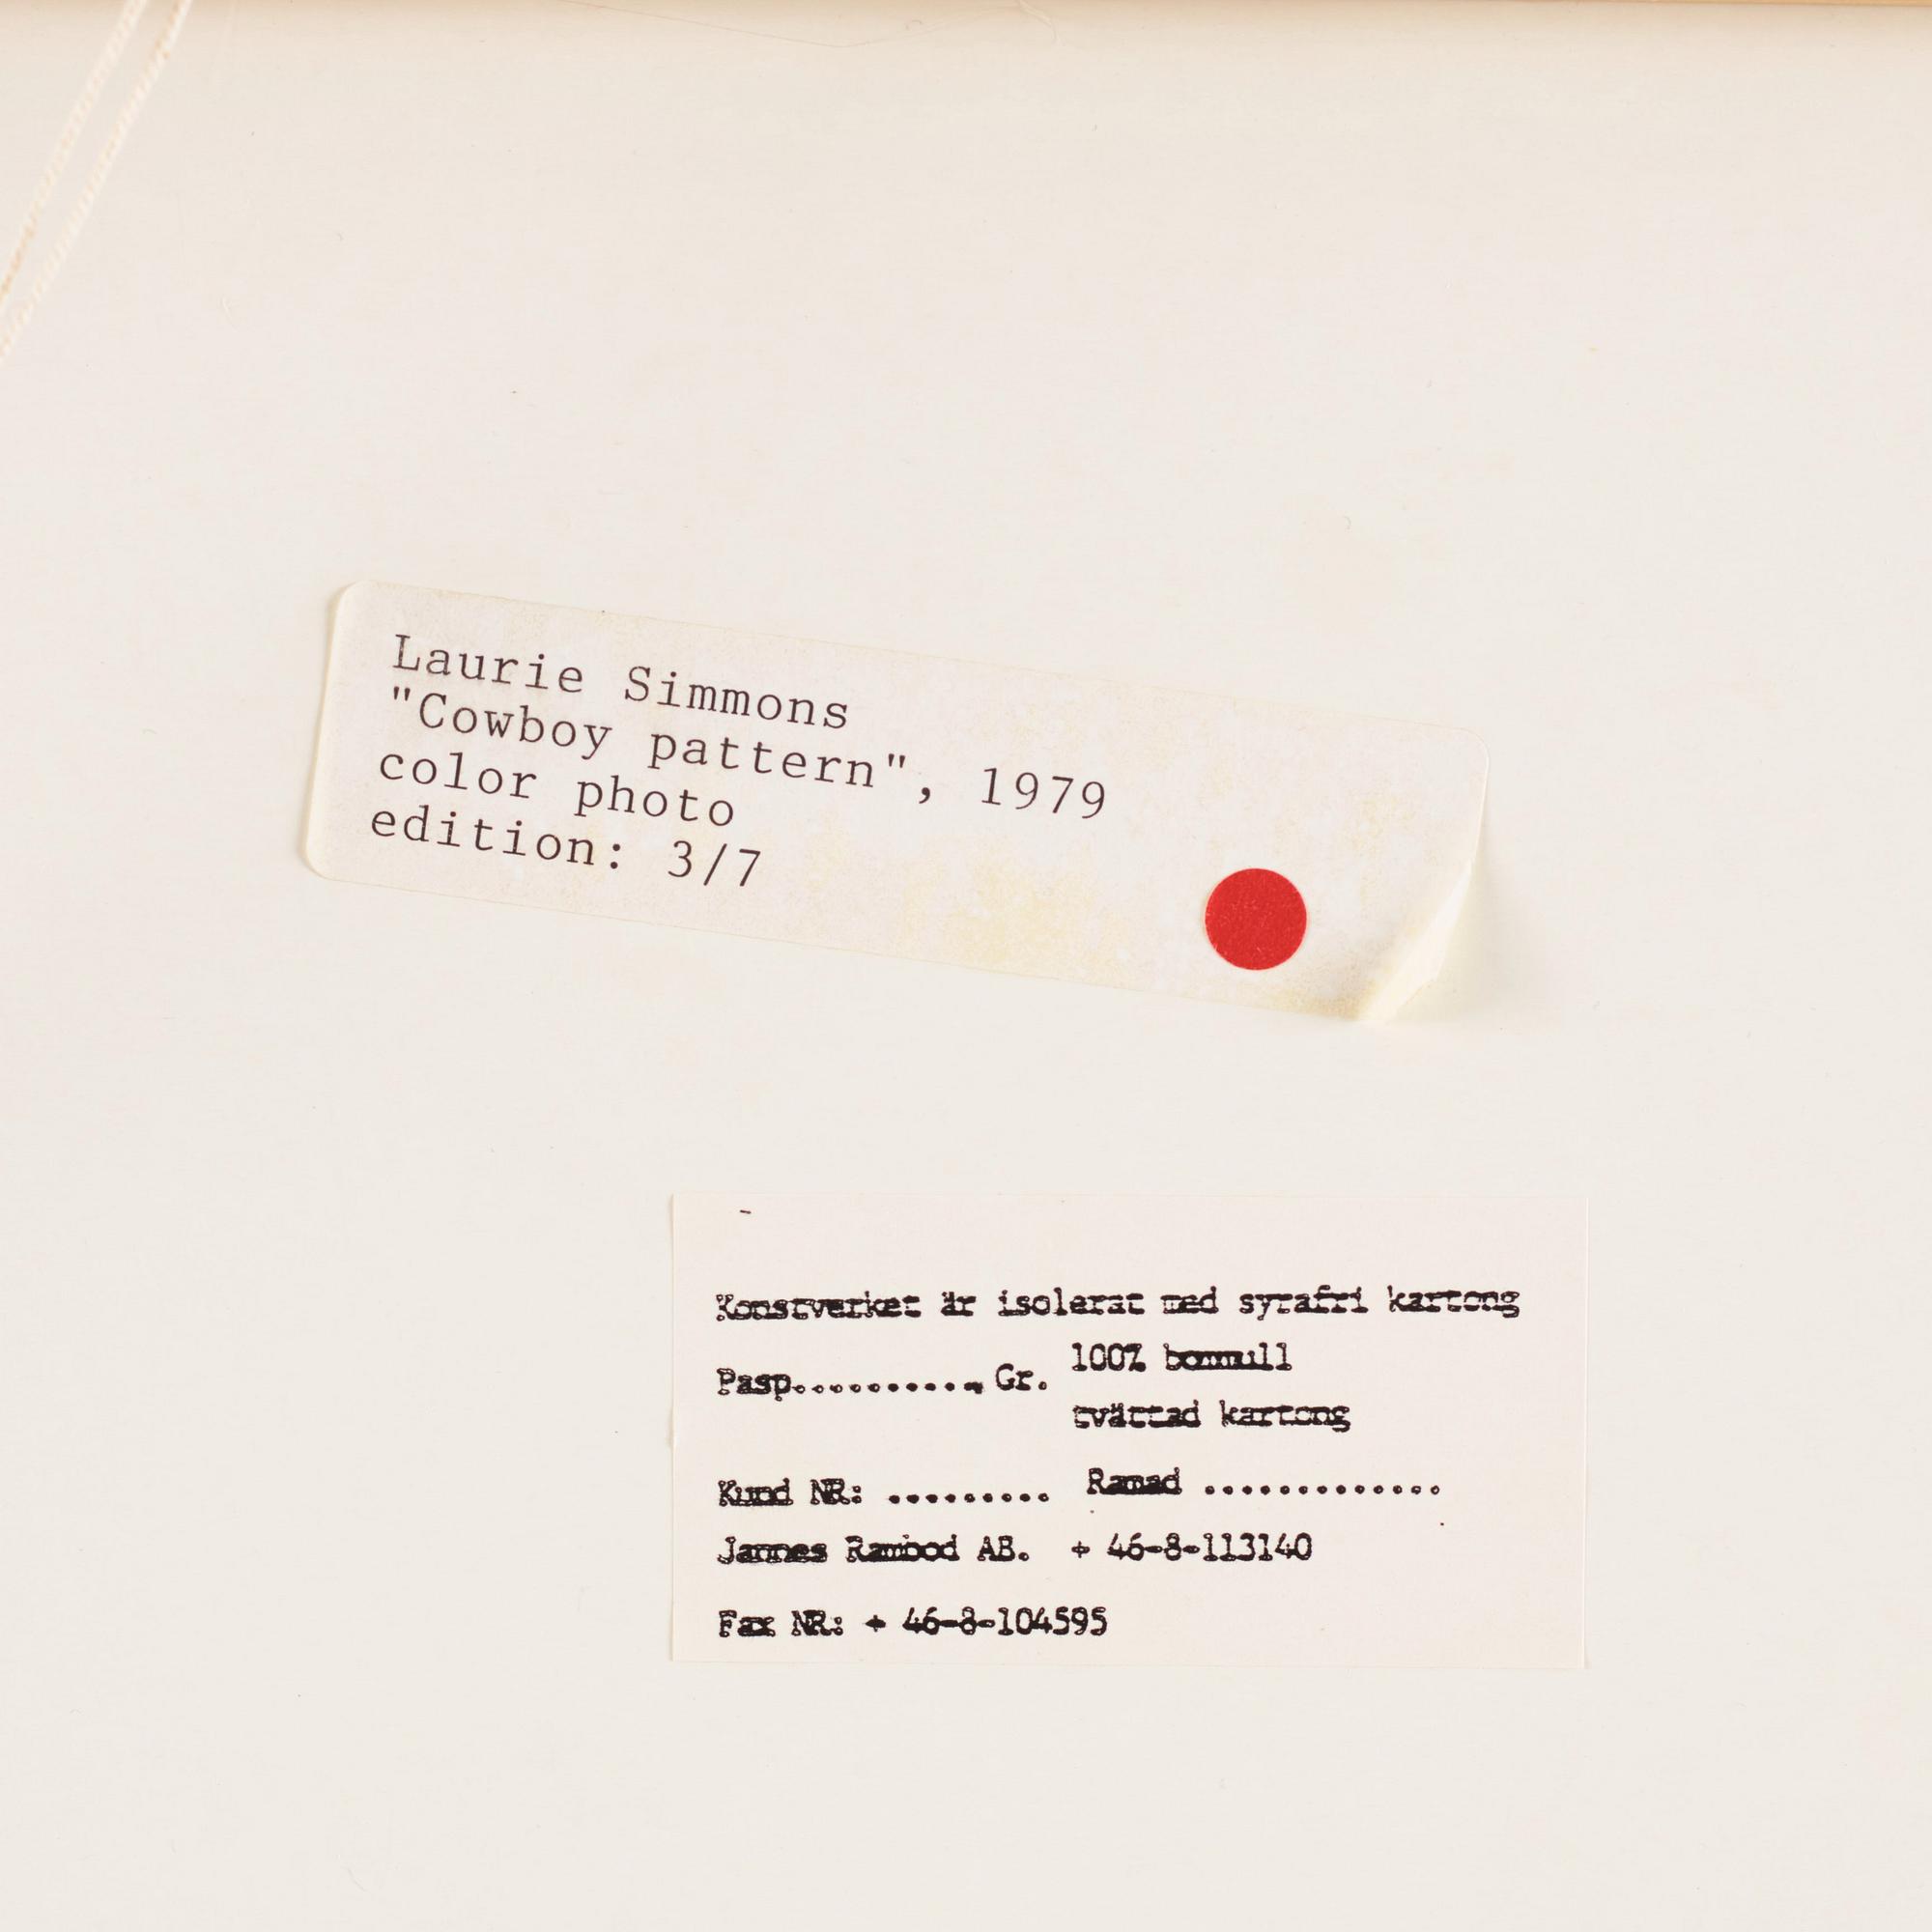 Laurie Simmons
"Cowboy pattern", 1979
color photo
edition: 3/7
Konstverket är isolerat med syrafri kartong
Pasp........... Gr. 100% bomull
tvättad kartong
Kund NR: ......... Ramad .............
Jannes Rambod AB. + 46-8-113140
Fax NR: + 46-8-104595